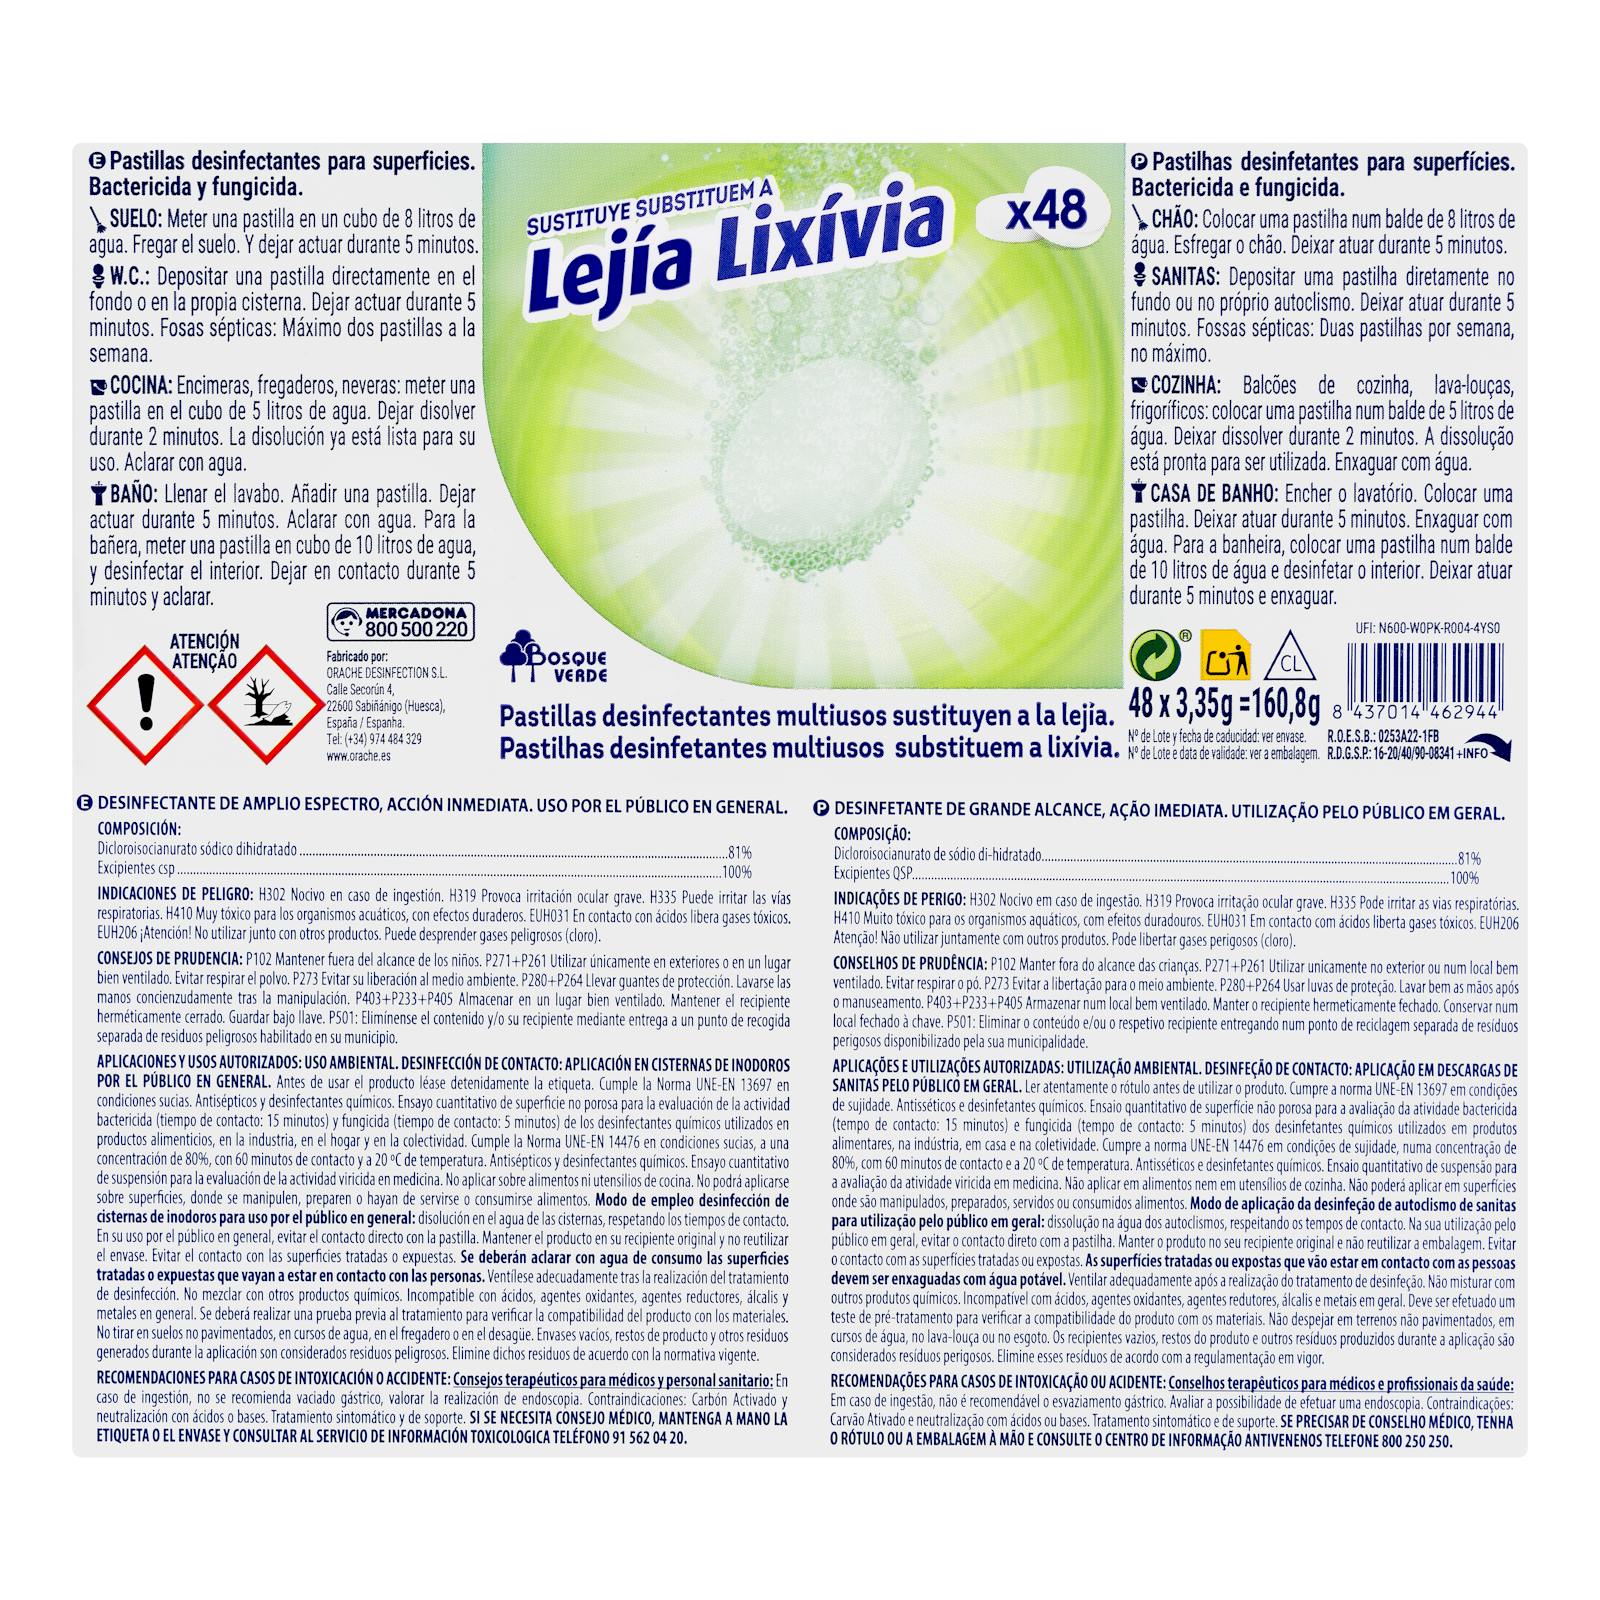 E Pastillas desinfectantes para superficies.
Bactericida y fungicida.
SUELO: Meter una pastilla en un cubo de 8 litros de
agua. Fregar el suelo. Y dejar actuar durante 5 minutos.
W.C.: Depositar una pastilla directamente en el
fondo o en la propia cisterna. Dejar actuar durante 5
minutos. Fosas sépticas: Máximo dos pastillas a la
semana.
COCINA: Encimeras, fregaderos, neveras: meter una
pastilla en el cubo de 5 litros de agua. Dejar disolver
durante 2 minutos. La disolución ya está lista para su
uso. Aclarar con agua.
BAÑO: Llenar el lavabo. Añadir una pastilla. Dejar
actuar durante 5 minutos. Aclarar con agua. Para la
bañera, meter una pastilla en cubo de 10 litros de agua,
y desinfectar el interior. Dejar en contacto durante 5
minutos y aclarar.
ATENCIÓN
ATENÇÃO
MERCADONA
800 500 220
Fabricado por:
ORACHE DESINFECTION S.L.
Calle Secorún 4,
22600 Sabiñánigo (Huesca),
España / Espanha.
Tel: (+34) 974 484 329
www.orache.es
SUSTITUYE SUBSTITUEM A
Lejía Lixívia
x48
BOSQUE
VERDE
Pastillas desinfectantes multiusos sustituyen a la lejía.
Pastilhas desinfetantes multiusos substituem a lixívia.
P Pastilhas desinfetantes para superfícies.
Bactericida e fungicida.
CHÃO: Colocar uma pastilha num balde de 8 litros de
água. Esfregar o chão. Deixar atuar durante 5 minutos.
SANITAS: Depositar uma pastilha diretamente no
fundo ou no próprio autoclismo. Deixar atuar durante 5
minutos. Fossas sépticas: Duas pastilhas por semana,
no máximo.
COZINHA: Balcões de cozinha, lava-louças,
frigoríficos: colocar uma pastilha num balde de 5 litros de
água. Deixar dissolver durante 2 minutos. A dissolução
está pronta para ser utilizada. Enxaguar com água.
CASA DE BANHO: Encher o lavatório. Colocar uma
pastilha. Deixar atuar durante 5 minutos. Enxaguar com
água. Para a banheira, colocar uma pastilha num balde
de 10 litros de água e desinfetar o interior. Deixar atuar
durante 5 minutos e enxaguar.
UFI: N600-W0PK-R004-4YS0
®
CL
48 x 3,35g =160,8g
8 437014 462944
Nº de Lote y fecha de caducidad: ver envase.
Nº de Lote e data de validade: ver a embalagem.
R.O.E.S.B.: 0253A22-1FB
R.D.G.S.P.: 16-20/40/90-08341 +INFO
E DESINFECTANTE DE AMPLIO ESPECTRO, ACCIÓN INMEDIATA. USO POR EL PÚBLICO EN GENERAL.
COMPOSICIÓN:
Dicloroisocianurato sódico dihidratado ... 81%
Excipientes csp ... 100%
INDICACIONES DE PELIGRO: H302 Nocivo en caso de ingestión. H319 Provoca irritación ocular grave. H335 Puede irritar las vías
respiratorias. H410 Muy tóxico para los organismos acuáticos, con efectos duraderos. EUH031 En contacto con ácidos libera gases tóxicos.
EUH206 ¡Atención! No utilizar junto con otros productos. Puede desprender gases peligrosos (cloro).
CONSEJOS DE PRUDENCIA: P102 Mantener fuera del alcance de los niños. P271+P261 Utilizar únicamente en exteriores o en un lugar
bien ventilado. Evitar respirar el polvo. P273 Evitar su liberación al medio ambiente. P280+P264 Llevar guantes de protección. Lavarse las
manos concienzudamente tras la manipulación. P403+P233+P405 Almacenar en un lugar bien ventilado. Mantener el recipiente
herméticamente cerrado. Guardar bajo llave. P501: Elimínense el contenido y/o su recipiente mediante entrega a un punto de recogida
separada de residuos peligrosos habilitado en su municipio.
APLICACIONES Y USOS AUTORIZADOS: USO AMBIENTAL. DESINFECCIÓN DE CONTACTO: APLICACIÓN EN CISTERNAS DE INODOROS
POR EL PÚBLICO EN GENERAL. Antes de usar el producto léase detenidamente la etiqueta. Cumple la Norma UNE-EN 13697 en
condiciones sucias. Antisépticos y desinfectantes químicos. Ensayo cuantitativo de superficie no porosa para la evaluación de la actividad
bactericida (tiempo de contacto: 15 minutos) y fungicida (tiempo de contacto: 5 minutos) de los desinfectantes químicos utilizados en
productos alimenticios, en la industria, en el hogar y en la colectividad. Cumple la Norma UNE-EN 14476 en condiciones sucias, a una
concentración de 80%, con 60 minutos de contacto y a 20 ºC de temperatura. Antisépticos y desinfectantes químicos. Ensayo cuantitativo
de suspensión para la evaluación de la actividad viricida en medicina. No aplicar sobre alimentos ni utensilios de cocina. No podrá aplicarse
sobre superficies, donde se manipulen, preparen o hayan de servirse o consumirse alimentos. Modo de empleo desinfección de
cisternas de inodoros para uso por el público en general: disolución en el agua de las cisternas, respetando los tiempos de contacto.
En su uso por el público en general, evitar el contacto directo con la pastilla. Mantener el producto en su recipiente original y no reutilizar
el envase. Evitar el contacto con las superficies tratadas o expuestas. Se deberán aclarar con agua de consumo las superficies
tratadas o expuestas que vayan a estar en contacto con las personas. Ventílese adecuadamente tras la realización del tratamiento
de desinfección. No mezclar con otros productos químicos. Incompatible con ácidos, agentes oxidantes, agentes reductores, álcalis y
metales en general. Se deberá realizar una prueba previa al tratamiento para verificar la compatibilidad del producto con los materiales.
No tirar en suelos no pavimentados, en cursos de agua, en el fregadero o en el desagüe. Envases vacíos, restos de producto y otros residuos
generados durante la aplicación son considerados residuos peligrosos. Elimine dichos residuos de acuerdo con la normativa vigente.
RECOMENDACIONES PARA CASOS DE INTOXICACIÓN O ACCIDENTE: Consejos terapéuticos para médicos y personal sanitario: En
caso de ingestión, no se recomienda vaciado gástrico, valorar la realización de endoscopia. Contraindicaciones: Carbón Activado y
neutralización con ácidos o bases. Tratamiento sintomático y de soporte. SI SE NECESITA CONSEJO MÉDICO, MANTENGA A MANO LA
ETIQUETA O EL ENVASE Y CONSULTAR AL SERVICIO DE INFORMACIÓN TOXICOLOGICA TELÉFONO 91 562 04 20.
P DESINFETANTE DE GRANDE ALCANCE, AÇÃO IMEDIATA. UTILIZAÇÃO PELO PÚBLICO EM GERAL.
COMPOSIÇÃO:
Dicloroisocianurato de sódio di-hidratado... 81%
Excipientes QSP... 100%
INDICAÇÕES DE PERIGO: H302 Nocivo em caso de ingestão. H319 Provoca irritação ocular grave. H335 Pode irritar as vias respiratórias.
H410 Muito tóxico para os organismos aquáticos, com efeitos duradouros. EUH031 Em contacto com ácidos liberta gases tóxicos. EUH206
Atenção! Não utilizar juntamente com outros produtos. Pode libertar gases perigosos (cloro).
CONSELHOS DE PRUDÊNCIA: P102 Manter fora do alcance das crianças. P271+P261 Utilizar unicamente no exterior ou num local bem
ventilado. Evitar respirar o pó. P273 Evitar a libertação para o meio ambiente. P280+P264 Usar luvas de proteção. Lavar bem as mãos após
o manuseamento. P403+P233+P405 Armazenar num local bem ventilado. Manter o recipiente hermeticamente fechado. Conservar num
local fechado à chave. P501: Eliminar o conteúdo e/ou o respetivo recipiente entregando num ponto de reciclagem separada de resíduos
perigosos disponibilizado pela sua municipalidade.
APLICAÇÕES E UTILIZAÇÕES AUTORIZADAS: UTILIZAÇÃO AMBIENTAL. DESINFEÇÃO DE CONTACTO: APLICAÇÃO EM DESCARGAS DE
SANITAS PELO PÚBLICO EM GERAL. Ler atentamente o rótulo antes de utilizar o produto. Cumpre a norma UNE-EN 13697 em condições
de sujidade. Antisséticos e desinfetantes químicos. Ensaio quantitativo de superfície não porosa para a avaliação da atividade bactericida
(tempo de contacto: 15 minutos) e fungicida (tempo de contacto: 5 minutos) dos desinfetantes químicos utilizados em produtos
alimentares, na indústria, em casa e na coletividade. Cumpre a norma UNE-EN 14476 em condições de sujidade, numa concentração de
80%, com 60 minutos de contacto e a 20 ºC de temperatura. Antisséticos e desinfetantes químicos. Ensaio quantitativo de suspensão para
a avaliação da atividade viricida em medicina. Não aplicar em alimentos nem em utensílios de cozinha. Não poderá aplicar em superfícies
onde são manipulados, preparados, servidos ou consumidos alimentos. Modo de aplicação da desinfeção de autoclismo de sanitas
para utilização pelo público em geral: dissolução na água dos autoclismos, respeitando os tempos de contacto. Na sua utilização pelo
público em geral, evitar o contacto direto com a pastilha. Manter o produto no seu recipiente original e não reutilizar a embalagem. Evitar
o contacto com as superfícies tratadas ou expostas. As superfícies tratadas ou expostas que vão estar em contacto com as pessoas
devem ser enxaguadas com água potável. Ventilar adequadamente após a realização do tratamento de desinfeção. Não misturar com
outros produtos químicos. Incompatível com ácidos, agentes oxidantes, agentes redutores, álcalis e metais em geral. Deve ser efetuado um
teste de pré-tratamento para verificar a compatibilidade do produto com os materiais. Não despejar em terrenos não pavimentados, em
cursos de água, no lava-louça ou no esgoto. Os recipientes vazios, restos do produto e outros resíduos produzidos durante a aplicação são
considerados resíduos perigosos. Elimine esses resíduos de acordo com a regulamentação em vigor.
RECOMENDAÇÕES PARA CASOS DE INTOXICAÇÃO OU ACIDENTE: Conselhos terapêuticos para médicos e profissionais da saúde:
Em caso de ingestão, não é recomendável o esvaziamento gástrico. Avaliar a possibilidade de efetuar uma endoscopia. Contraindicações:
Carvão Ativado e neutralização com ácidos ou bases. Tratamento sintomático e de suporte. SE PRECISAR DE CONSELHO MÉDICO, TENHA
O RÓTULO OU A EMBALAGEM À MÃO E CONSULTE O CENTRO DE INFORMAÇÃO ANTIVENENOS TELEFONE 800 250 250.